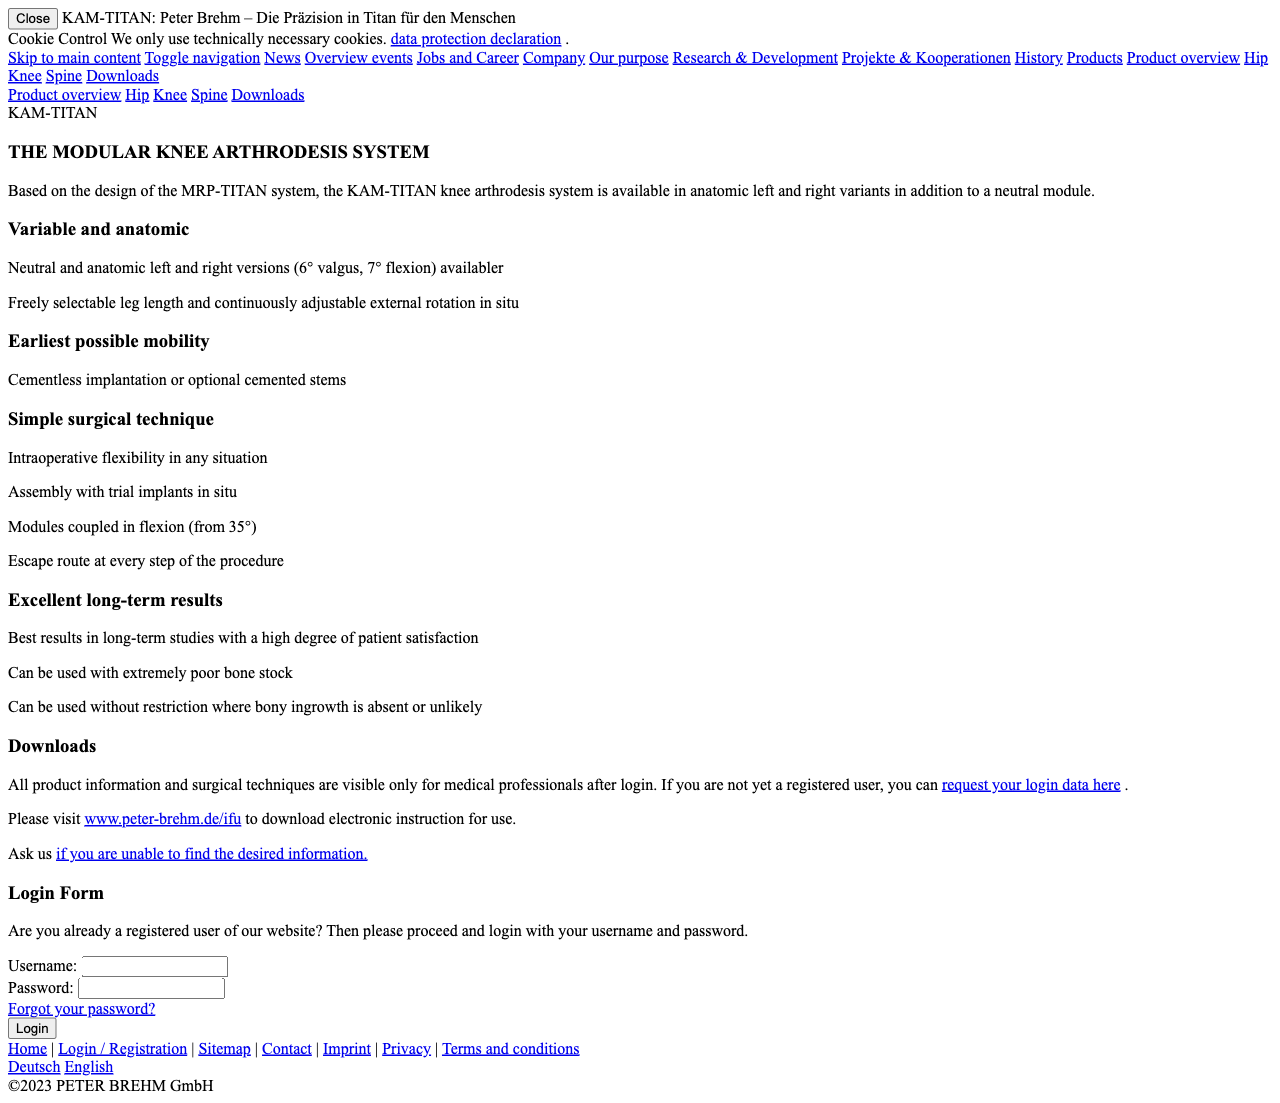 Close KAM-TITAN: Peter Brehm – Die Präzision in Titan für den Menschen
Cookie Control We only use technically necessary cookies. data protection declaration .
Skip to main content Toggle navigation News Overview events Jobs and Career Company Our purpose Research & Development Projekte & Kooperationen History Products Product overview Hip
Knee Spine Downloads
Product overview Hip Knee Spine Downloads
KAM-TITAN
THE MODULAR KNEE ARTHRODESIS SYSTEM
Based on the design of the MRP-TITAN system, the KAM-TITAN knee arthrodesis system is available in anatomic left and right variants in addition to a neutral module.
Variable and anatomic
Neutral and anatomic left and right versions (6° valgus, 7° flexion) availabler
Freely selectable leg length and continuously adjustable external rotation in situ
Earliest possible mobility
Cementless implantation or optional cemented stems
Simple surgical technique
Intraoperative flexibility in any situation
Assembly with trial implants in situ
Modules coupled in flexion (from 35°)
Escape route at every step of the procedure
Excellent long-term results
Best results in long-term studies with a high degree of patient satisfaction
Can be used with extremely poor bone stock
Can be used without restriction where bony ingrowth is absent or unlikely
Downloads
All product information and surgical techniques are visible only for medical professionals after login. If you are not yet a registered user, you can request your login data here .
Please visit www.peter-brehm.de/ifu to download electronic instruction for use.
Ask us if you are unable to find the desired information.
Login Form
Are you already a registered user of our website? Then please proceed and login with your username and password.
Username:
Password:
Forgot your password?
Login
Home | Login / Registration | Sitemap | Contact | Imprint | Privacy | Terms and conditions
Deutsch English
©2023 PETER BREHM GmbH